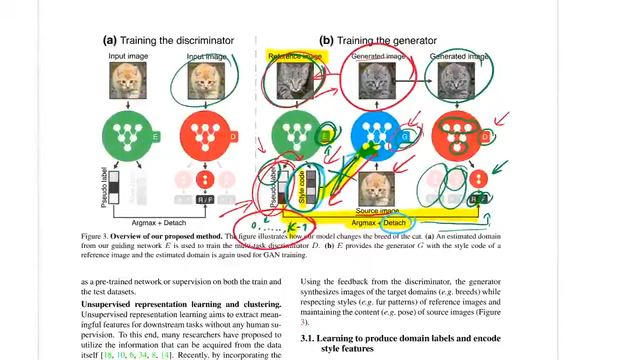 (a) Training the discriminator
(b) Training the generator
Input image
Input image
Reference image
Generated image
Generated image
E
D
E
G
D
Pseudo label
R / F
Pseudo label
Style code
R / F
Source image
Argmax + Detach
Argmax + Detach
0, ......, K-1
Figure 3. Overview of our proposed method. The figure illustrates how our model changes the breed of the cat. (a) An estimated domain
from our guiding network E is used to train the multi-task discriminator D. (b) E provides the generator G with the style code of a
reference image and the estimated domain is again used for GAN training.
as a pre-trained network or supervision on both the train and
the test datasets.
Unsupervised representation learning and clustering.
Unsupervised representation learning aims to extract mean-
ingful features for downstream tasks without any human su-
pervision. To this end, many researchers have proposed to
utilize the information that can be acquired from the data
itself [18, 10, 6, 34, 8, 14]. Recently, by incorporating the
Using the feedback from the discriminator, the generator
synthesizes images of the target domains (e.g. breeds) while
respecting styles (e.g. fur patterns) of reference images and
maintaining the content (e.g. pose) of source images (Figure
3).
3.1. Learning to produce domain labels and encode
style features